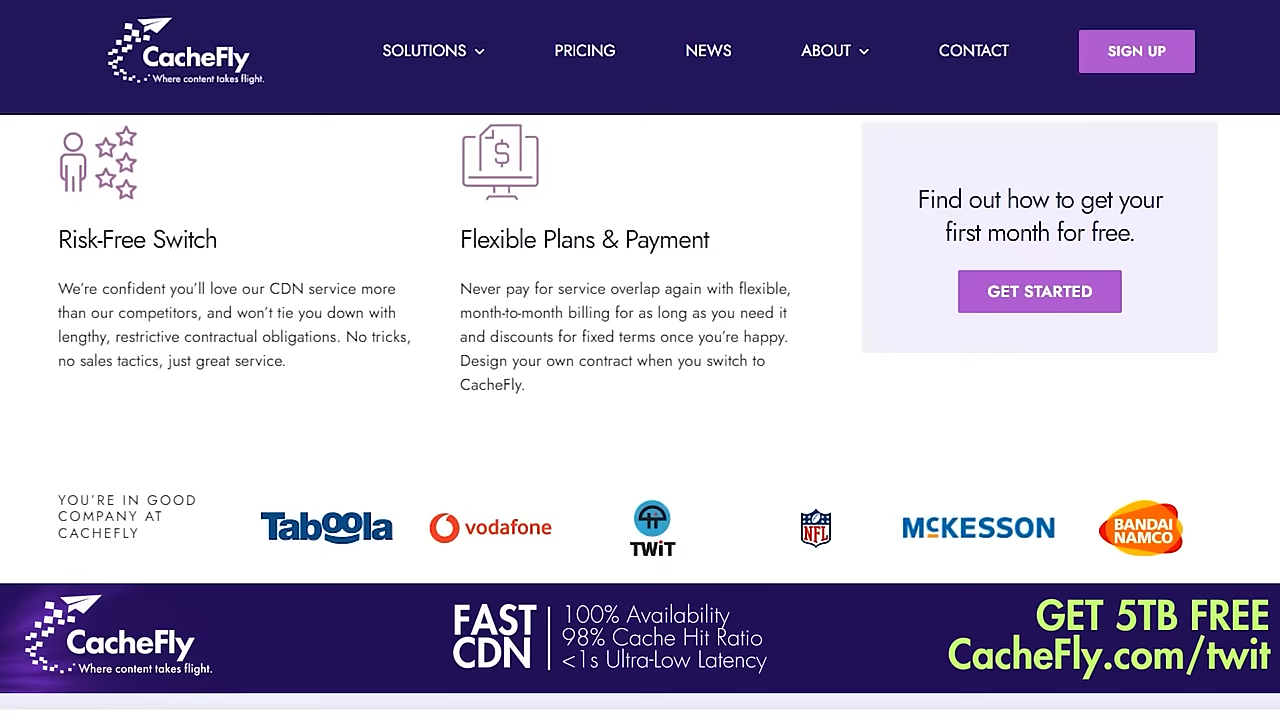 CacheFly
Where content takes flight.
SOLUTIONS
PRICING
NEWS
ABOUT
CONTACT
SIGN UP
$
Risk-Free Switch
We're confident you'll love our CDN service more
than our competitors, and won't tie you down with
lengthy, restrictive contractual obligations. No tricks,
no sales tactics, just great service.
Flexible Plans & Payment
Never pay for service overlap again with flexible,
month-to-month billing for as long as you need it
and discounts for fixed terms once you're happy.
Design your own contract when you switch to
CacheFly.
Find out how to get your
first month for free.
GET STARTED
YOU'RE IN GOOD
COMPANY AT
CACHEFLY
Taboola
vodafone
TWiT
NFL
MCKESSON
BANDAI
NAMCO
CacheFly
Where content takes flight.
FAST
CDN
100% Availability
98% Cache Hit Ratio
<1s Ultra-Low Latency
GET 5TB FREE
CacheFly.com/twit